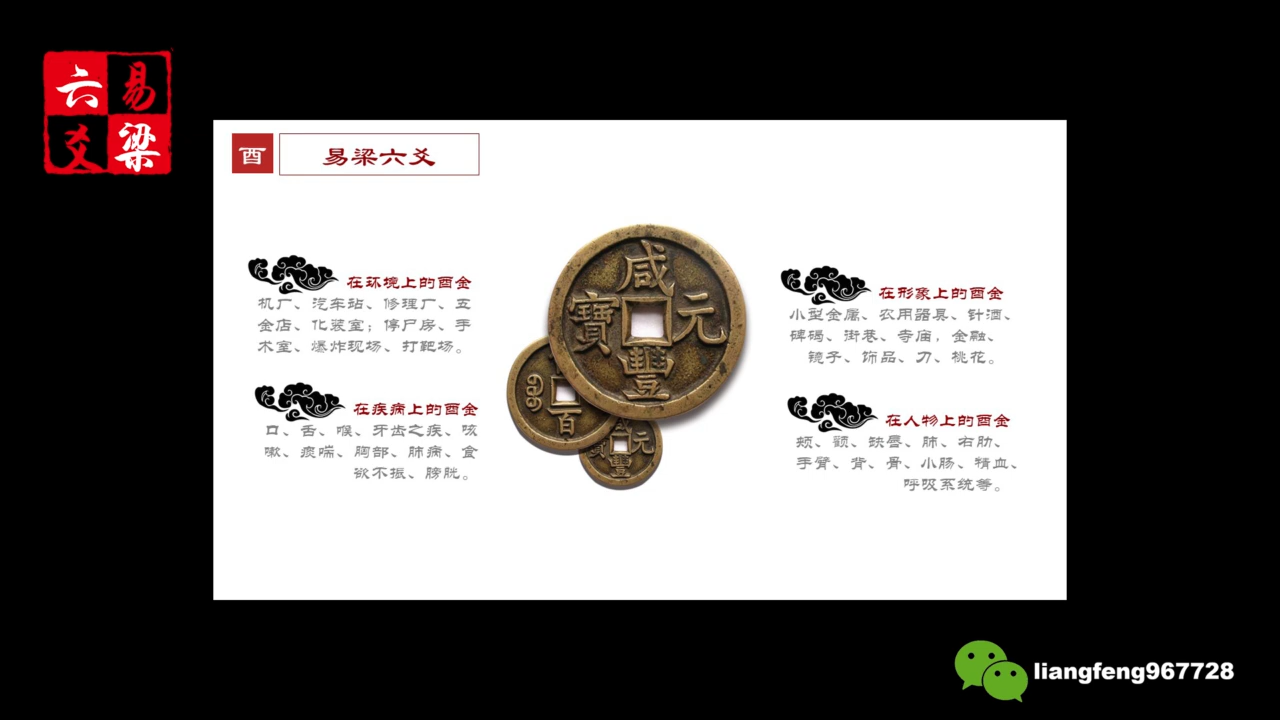 六易
爻梁
酉
易梁六爻
在环境上的酉金
机厂、汽车站、修理厂、五
金店、化装室；停尸房、手
术室、爆炸现场、打靶场。
在疾病上的酉金
口、舌、喉、牙齿之疾、咳
嗽、痰喘、胸部、肺病、食
欲不振、膀胱。
咸
寶元
豐
百
元
寶
豐
在形象上的酉金
小型金属、农用器具、针洒、
碑碣、街巷、寺庙，金融、
镜子、饰品、刀、桃花。
在人物上的酉金
颊、颧、缺唇、肺、右肋、
手臂、背、骨、小肠、精血、
呼吸系统等。
liangfeng967728